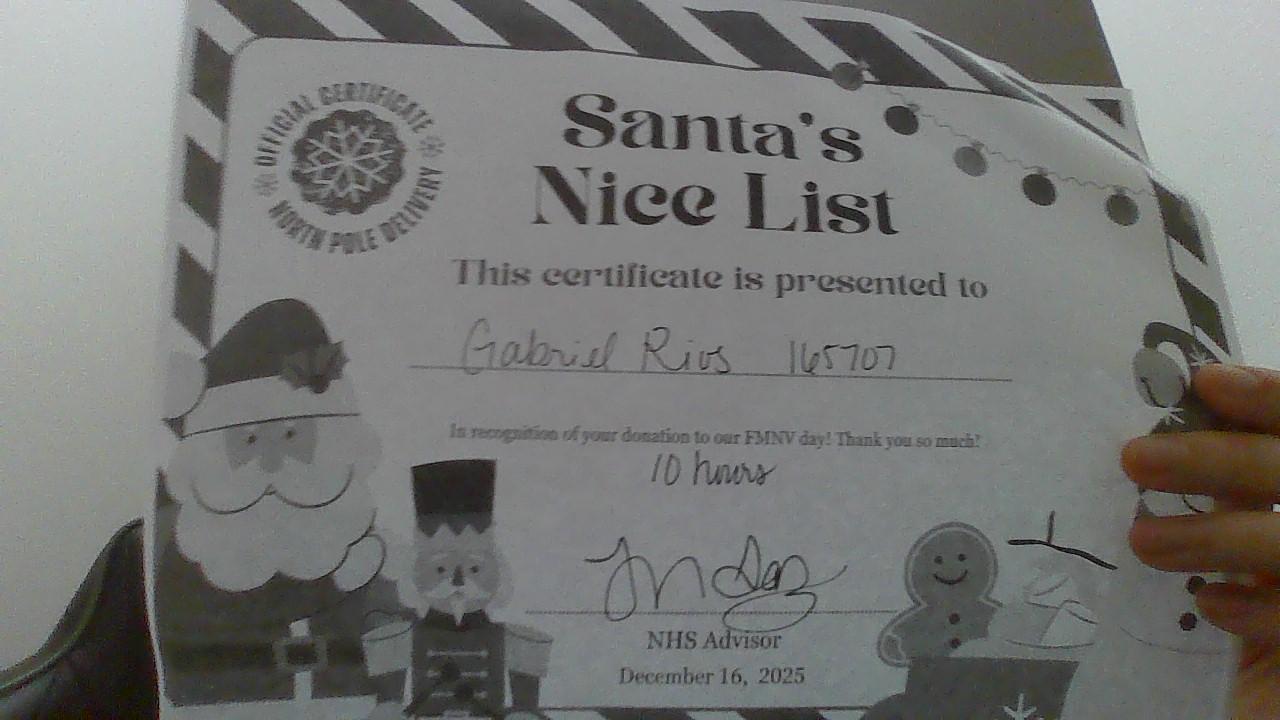 OFFICIAL CERTIFICATE
NORTH POLE DELIVERY
Santa's
Nice List
This certificate is presented to
Gabriel Rios 165707
In recognition of your donation to our FMNV day! Thank you so much!
10 hours
NHS Advisor
December 16, 2025